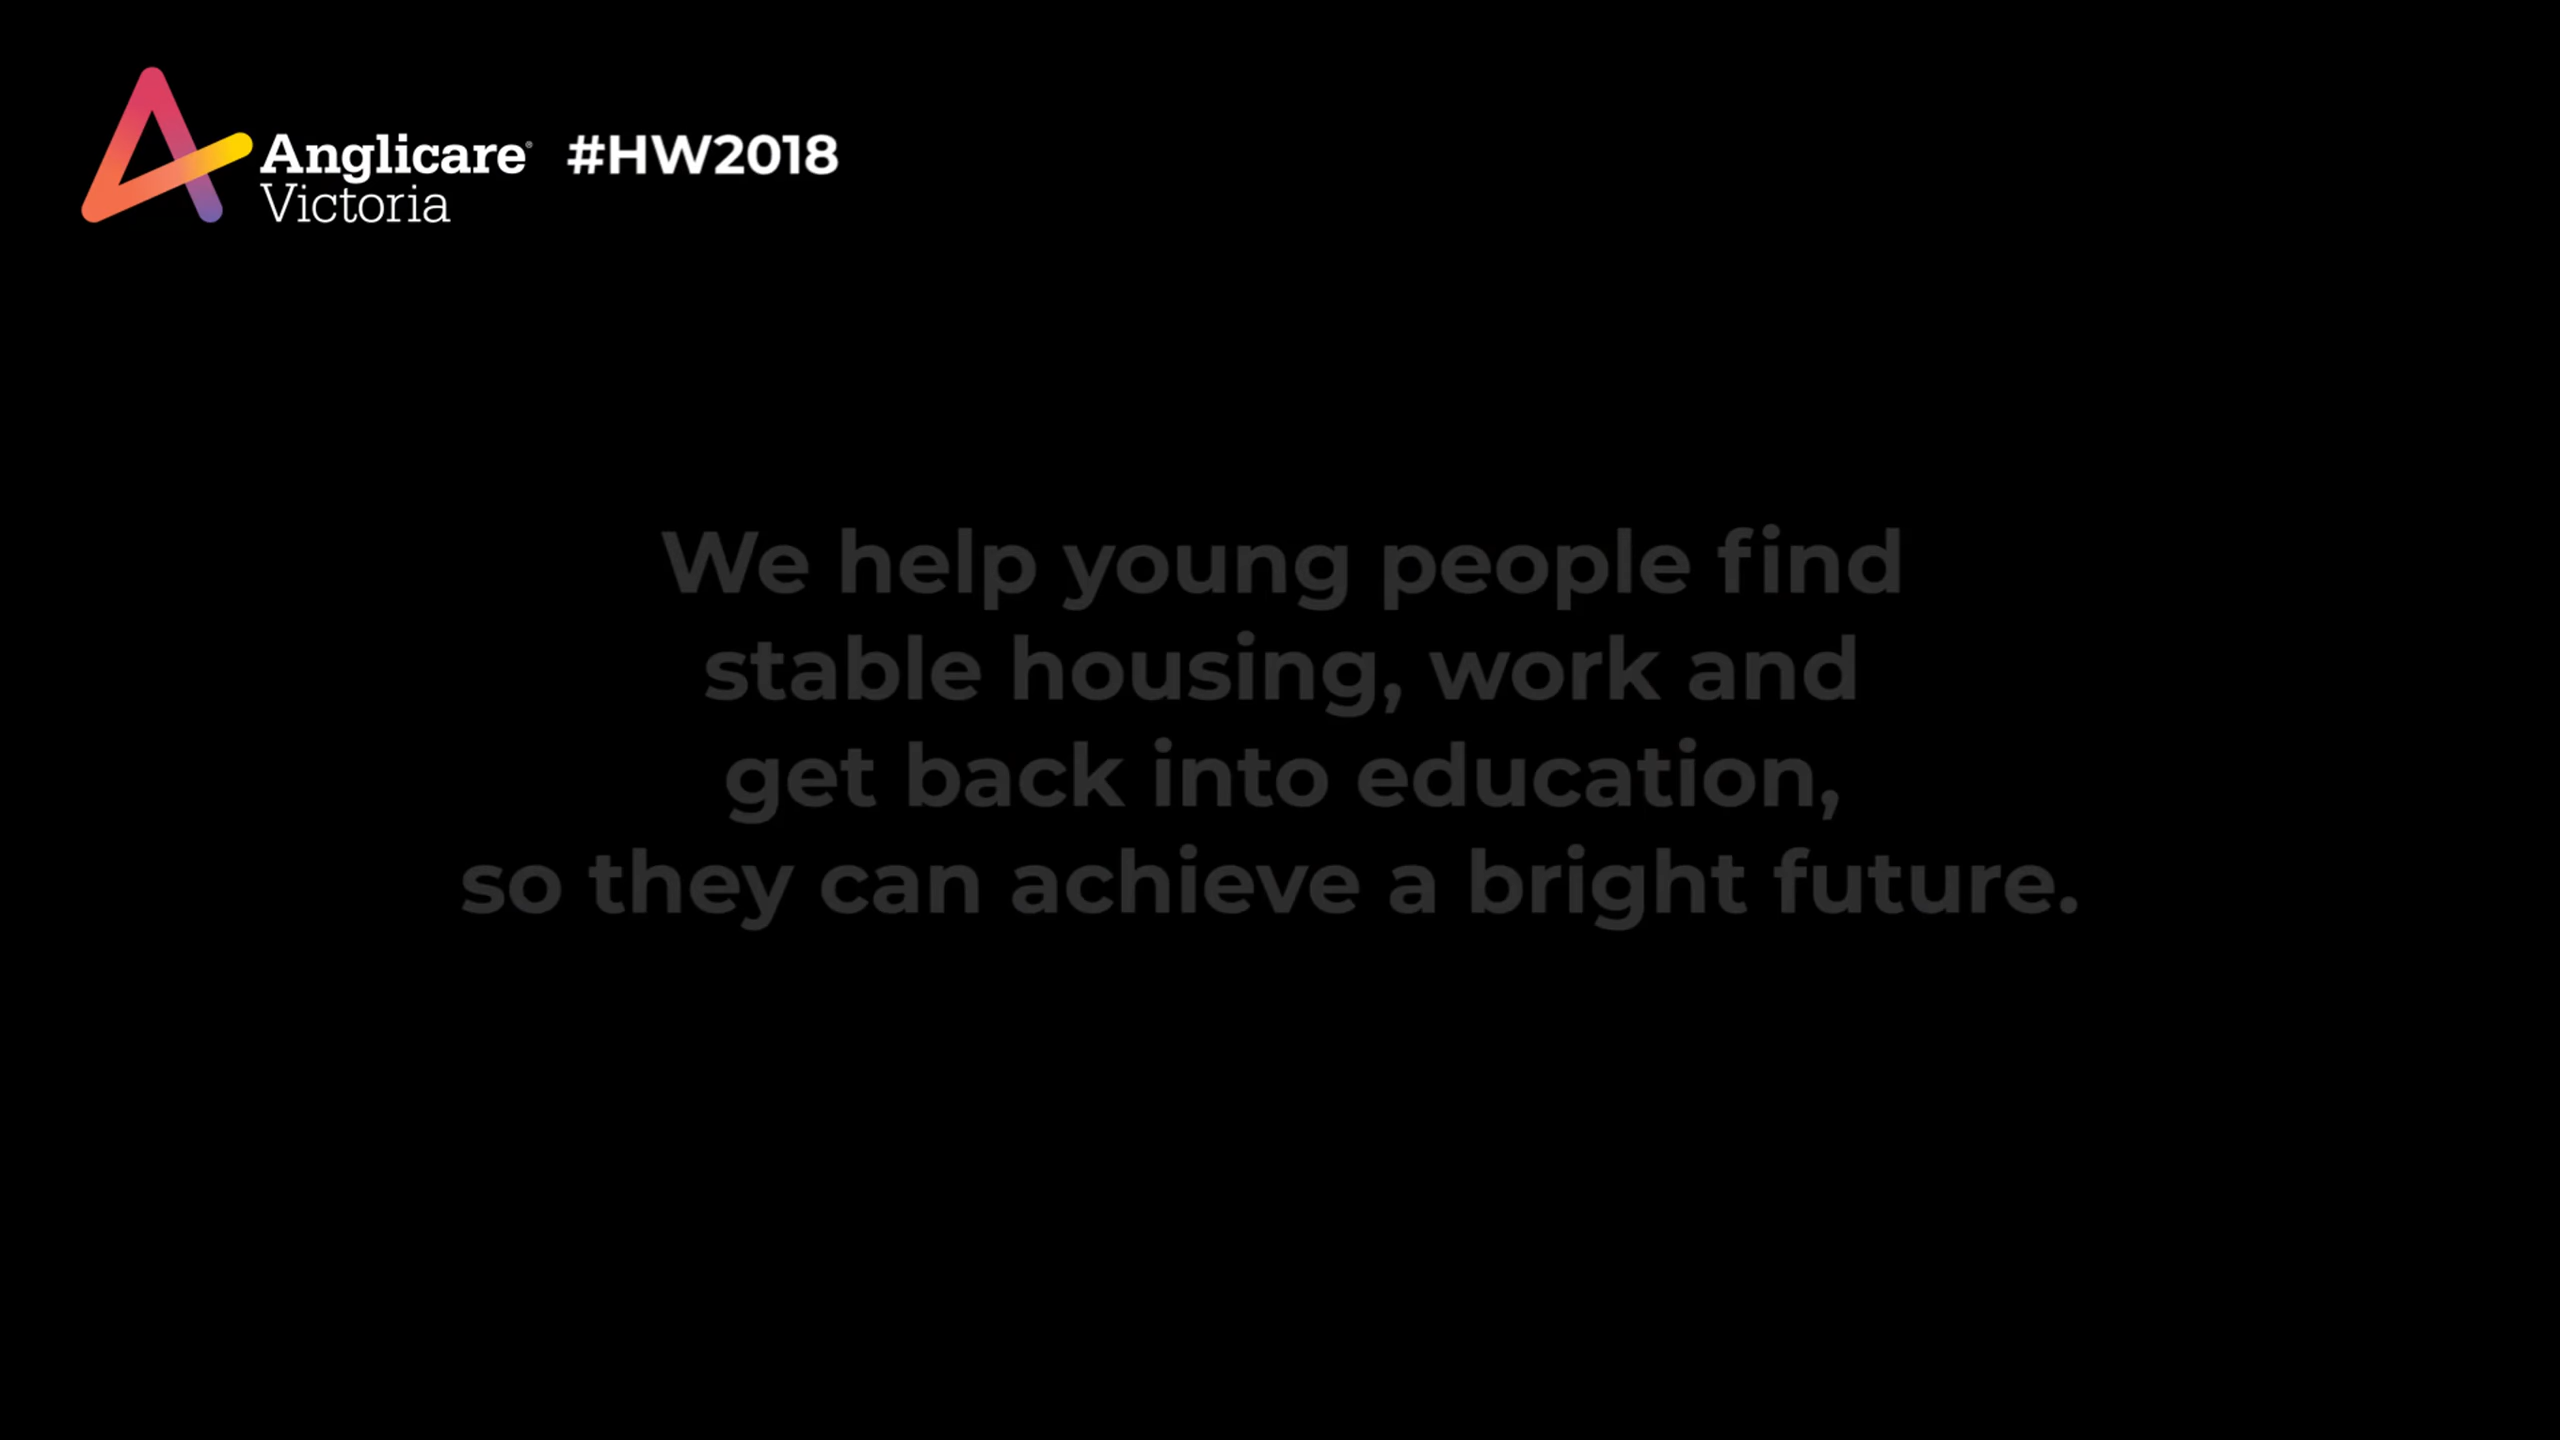 Anglicare® #HW2018
Victoria
We help young people find
stable housing, work and
get back into education,
so they can achieve a bright future.